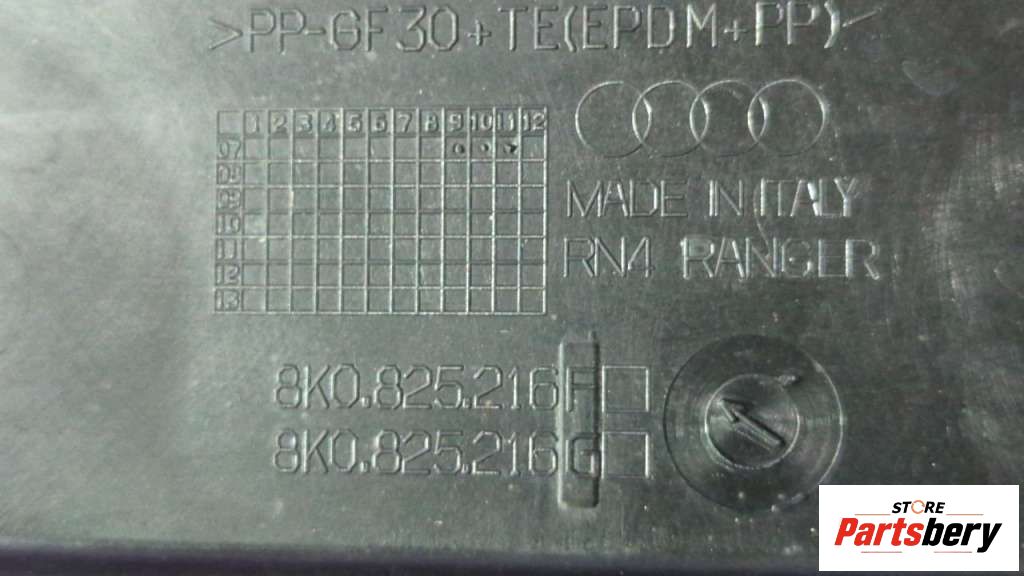 >PP-GF30+TE(EPDM+PP)<
1 2 3 4 5 6 7 8 9 10 11 12
07
08
09
10
11
12
13
MADE IN ITALY
RN4 RANGER
8K0.825.216F
8K0.825.216G
STORE
Partsbery